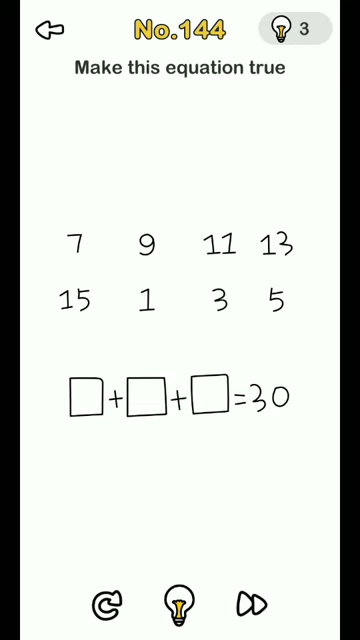 No.144
3
Make this equation true
7 9 11 13
15 1 3 5
□+□+□=30